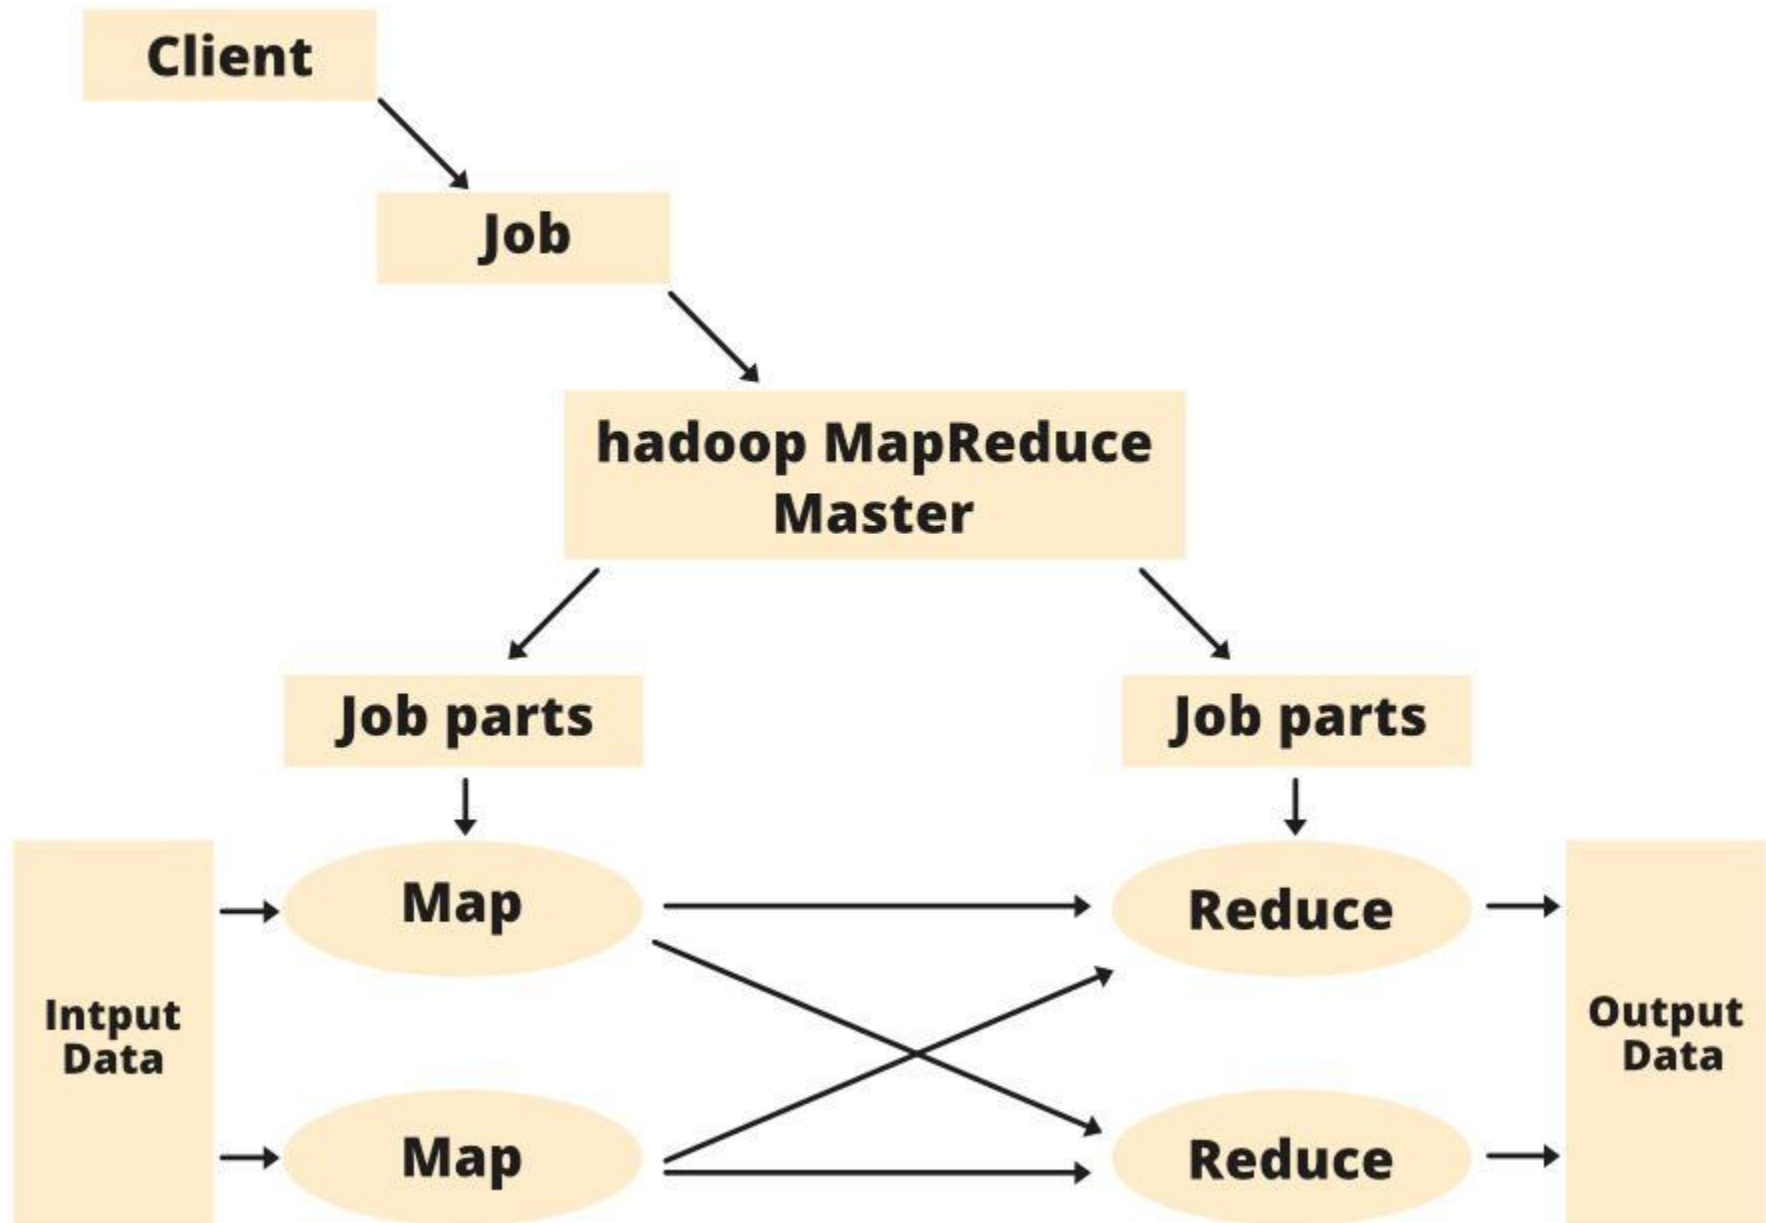 Client
Job
hadoop MapReduce
Master
Job parts
Job parts
Map
Reduce
Intput
Data
Output
Data
Map
Reduce